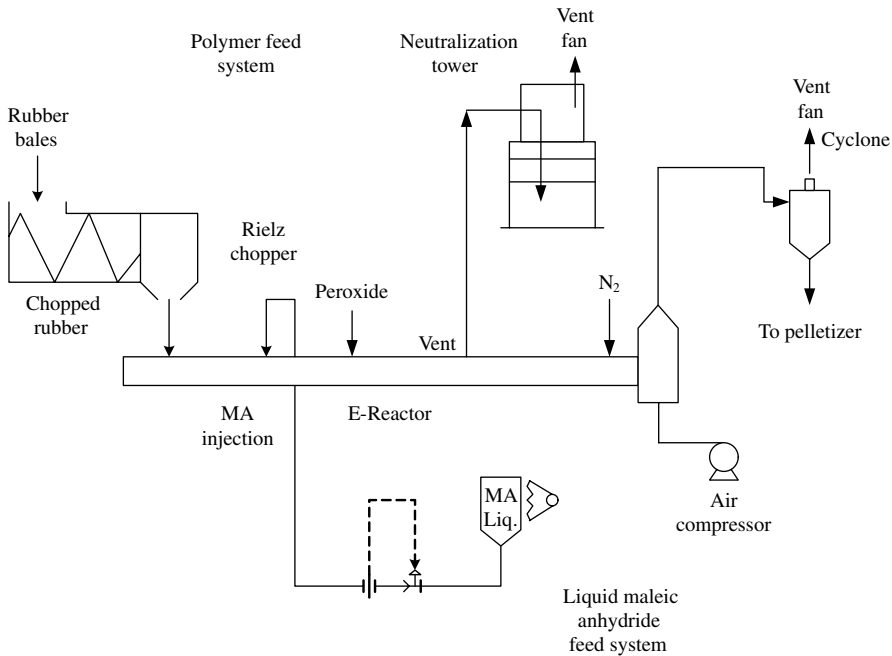 Polymer feed
system
Neutralization
tower
Vent
fan
Vent
fan
Cyclone
Rubber
bales
Rielz
chopper
Chopped
rubber
Peroxide
Vent
N2
To pelletizer
MA
injection
E-Reactor
MA
Liq.
Air
compressor
Liquid maleic
anhydride
feed system